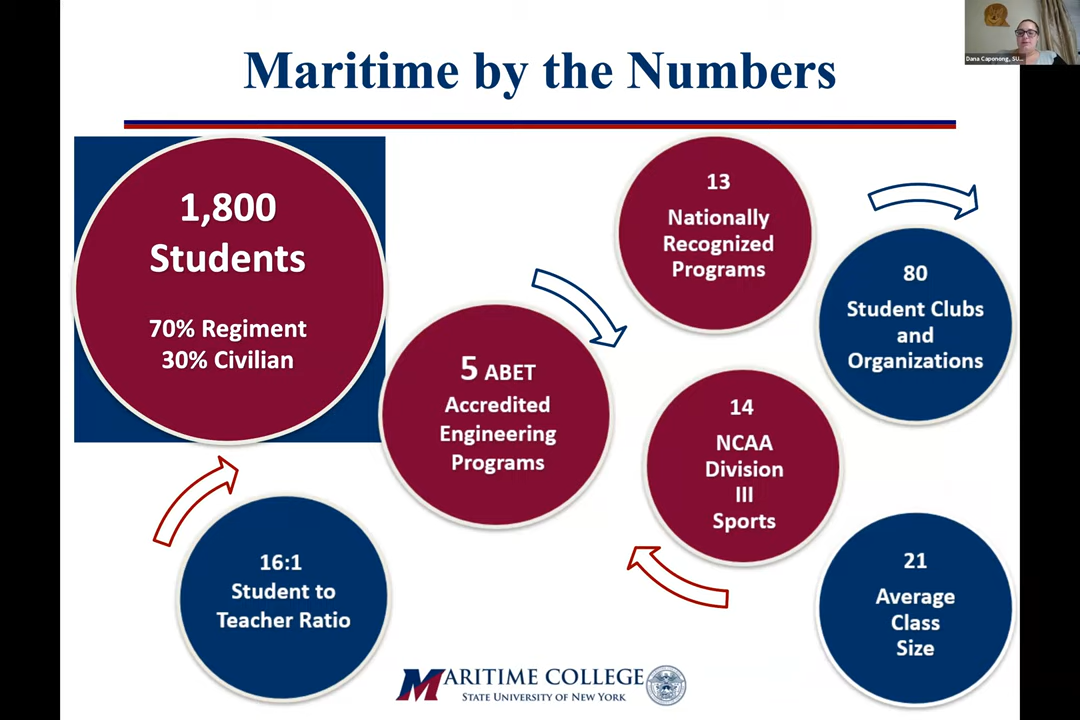 Maritime by the Numbers
Dana Caponong, SU...
1,800
Students
70% Regiment
30% Civilian
16:1
Student to
Teacher Ratio
5 ABET
Accredited
Engineering
Programs
13
Nationally
Recognized
Programs
14
NCAA
Division
III
Sports
80
Student Clubs
and
Organizations
21
Average
Class
Size
MARITIME COLLEGE
STATE UNIVERSITY OF NEW YORK